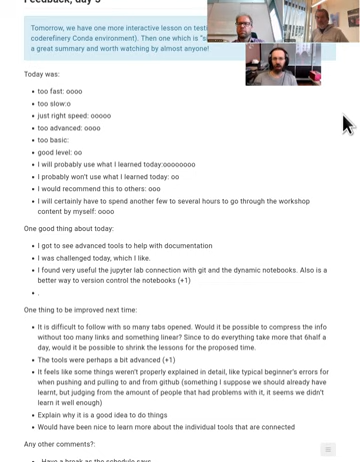 Feedback, day 5
Tomorrow, we have one more interactive lesson on testi
coderefinery Conda environment). Then one which is "s
a great summary and worth watching by almost anyone!
Today was:
too fast: oooo
too slow:o
just right speed: ooooo
too advanced: oooo
too basic:
good level: oo
I will probably use what I learned today:oooooooo
I probably won't use what I learned today: oo
I would recommend this to others: ooo
I will certainly have to spend another few to several hours to go through the workshop
content by myself: oooo
One good thing about today:
I got to see advanced tools to help with documentation
I was challenged today, which I like.
I found very useful the jupyter lab connection with git and the dynamic notebooks. Also is a
better way to version control the notebooks (+1)
.
One thing to be improved next time:
It is difficult to follow with so many tabs opened. Would it be possible to compress the info
without too many links and something linear? Since to do everything take more that 6half a
day, would it be possible to shrink the lessons for the proposed time.
The tools were perhaps a bit advanced (+1)
It feels like some things weren't properly explained in detail, like typical beginner's errors for
when pushing and pulling to and from github (something I suppose we should already have
learnt, but judging from the amount of people that had problems with it, it seems we didn't
learn it well enough)
Explain why it is a good idea to do things
Would have been nice to learn more about the individual tools that are connected
Any other comments?:
Have a break as the schedule says